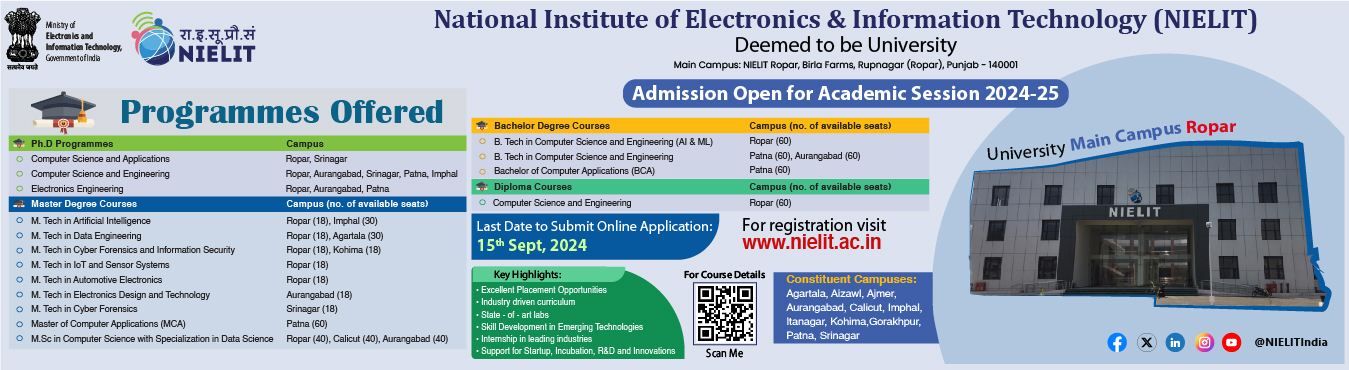 Ministry of
Electronics and
Information Technology,
Government of India
सत्यमेव जयते
रा.इ.सू.प्रौ.सं
NIELIT
National Institute of Electronics & Information Technology (NIELIT)
Deemed to be University
Main Campus: NIELIT Ropar, Birla Farms, Rupnagar (Ropar), Punjab - 140001
Admission Open for Academic Session 2024-25
Programmes Offered
Ph.D Programmes Campus
Computer Science and Applications Ropar, Srinagar
Computer Science and Engineering Ropar, Aurangabad, Srinagar, Patna, Imphal
Electronics Engineering Ropar, Aurangabad, Patna
Master Degree Courses Campus (no. of available seats)
M. Tech in Artificial Intelligence Ropar (18), Imphal (30)
M. Tech in Data Engineering Ropar (18), Agartala (30)
M. Tech in Cyber Forensics and Information Security Ropar (18), Kohima (18)
M. Tech in IoT and Sensor Systems Ropar (18)
M. Tech in Automotive Electronics Ropar (18)
M. Tech in Electronics Design and Technology Aurangabad (18)
M. Tech in Cyber Forensics Srinagar (18)
Master of Computer Applications (MCA) Patna (60)
M.Sc in Computer Science with Specialization in Data Science Ropar (40), Calicut (40), Aurangabad (40)
Bachelor Degree Courses Campus (no. of available seats)
B. Tech in Computer Science and Engineering (AI & ML) Ropar (60)
B. Tech in Computer Science and Engineering Patna (60), Aurangabad (60)
Bachelor of Computer Applications (BCA) Patna (60)
Diploma Courses Campus (no. of available seats)
Computer Science and Engineering Ropar (60)
Last Date to Submit Online Application:
15th Sept, 2024
For registration visit
www.nielit.ac.in
Key Highlights:
• Excellent Placement Opportunities
• Industry driven curriculum
• State - of - art labs
• Skill Development in Emerging Technologies
• Internship in leading industries
• Support for Startup, Incubation, R&D and Innovations
For Course Details
Scan Me
Constituent Campuses:
Agartala, Aizawl, Ajmer,
Aurangabad, Calicut, Imphal,
Itanagar, Kohima,Gorakhpur,
Patna, Srinagar
University Main Campus Ropar
NIELIT
@NIELITIndia